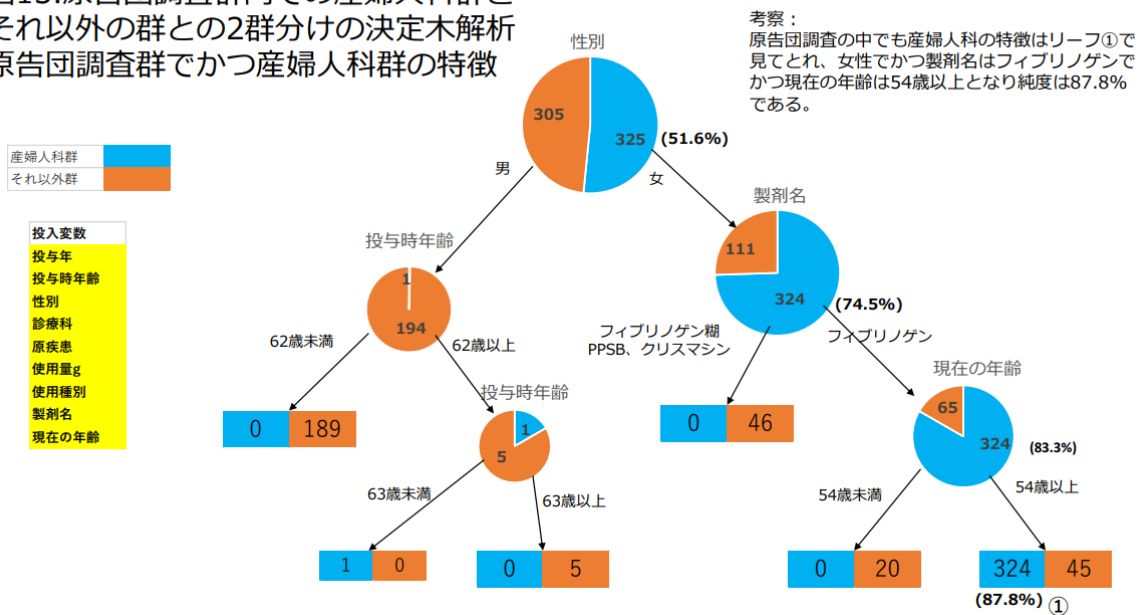 それ以外の群との2群分けの決定木解析
原告団調査群でかつ産婦人科群の特徴
考察：
原告団調査の中でも産婦人科の特徴はリーフ①で
見てとれ、女性でかつ製剤名はフィブリノゲンで
かつ現在の年齢は54歳以上となり純度は87.8%
である。
産婦人科群
それ以外群
投入変数
投与年
投与時年齢
性別
診療科
原疾患
使用量g
使用種別
製剤名
現在の年齢
性別
305
325
(51.6%)
男
女
投与時年齢
1
194
製剤名
111
324
(74.5%)
62歳未満
62歳以上
フィブリノゲン糊
PPSB、クリスマシン
フィブリノゲン
0 189
投与時年齢
1
5
0 46
現在の年齢
65
324
(83.3%)
63歳未満
63歳以上
54歳未満
54歳以上
1 0
0 5
0 20
324 45
(87.8%) ①